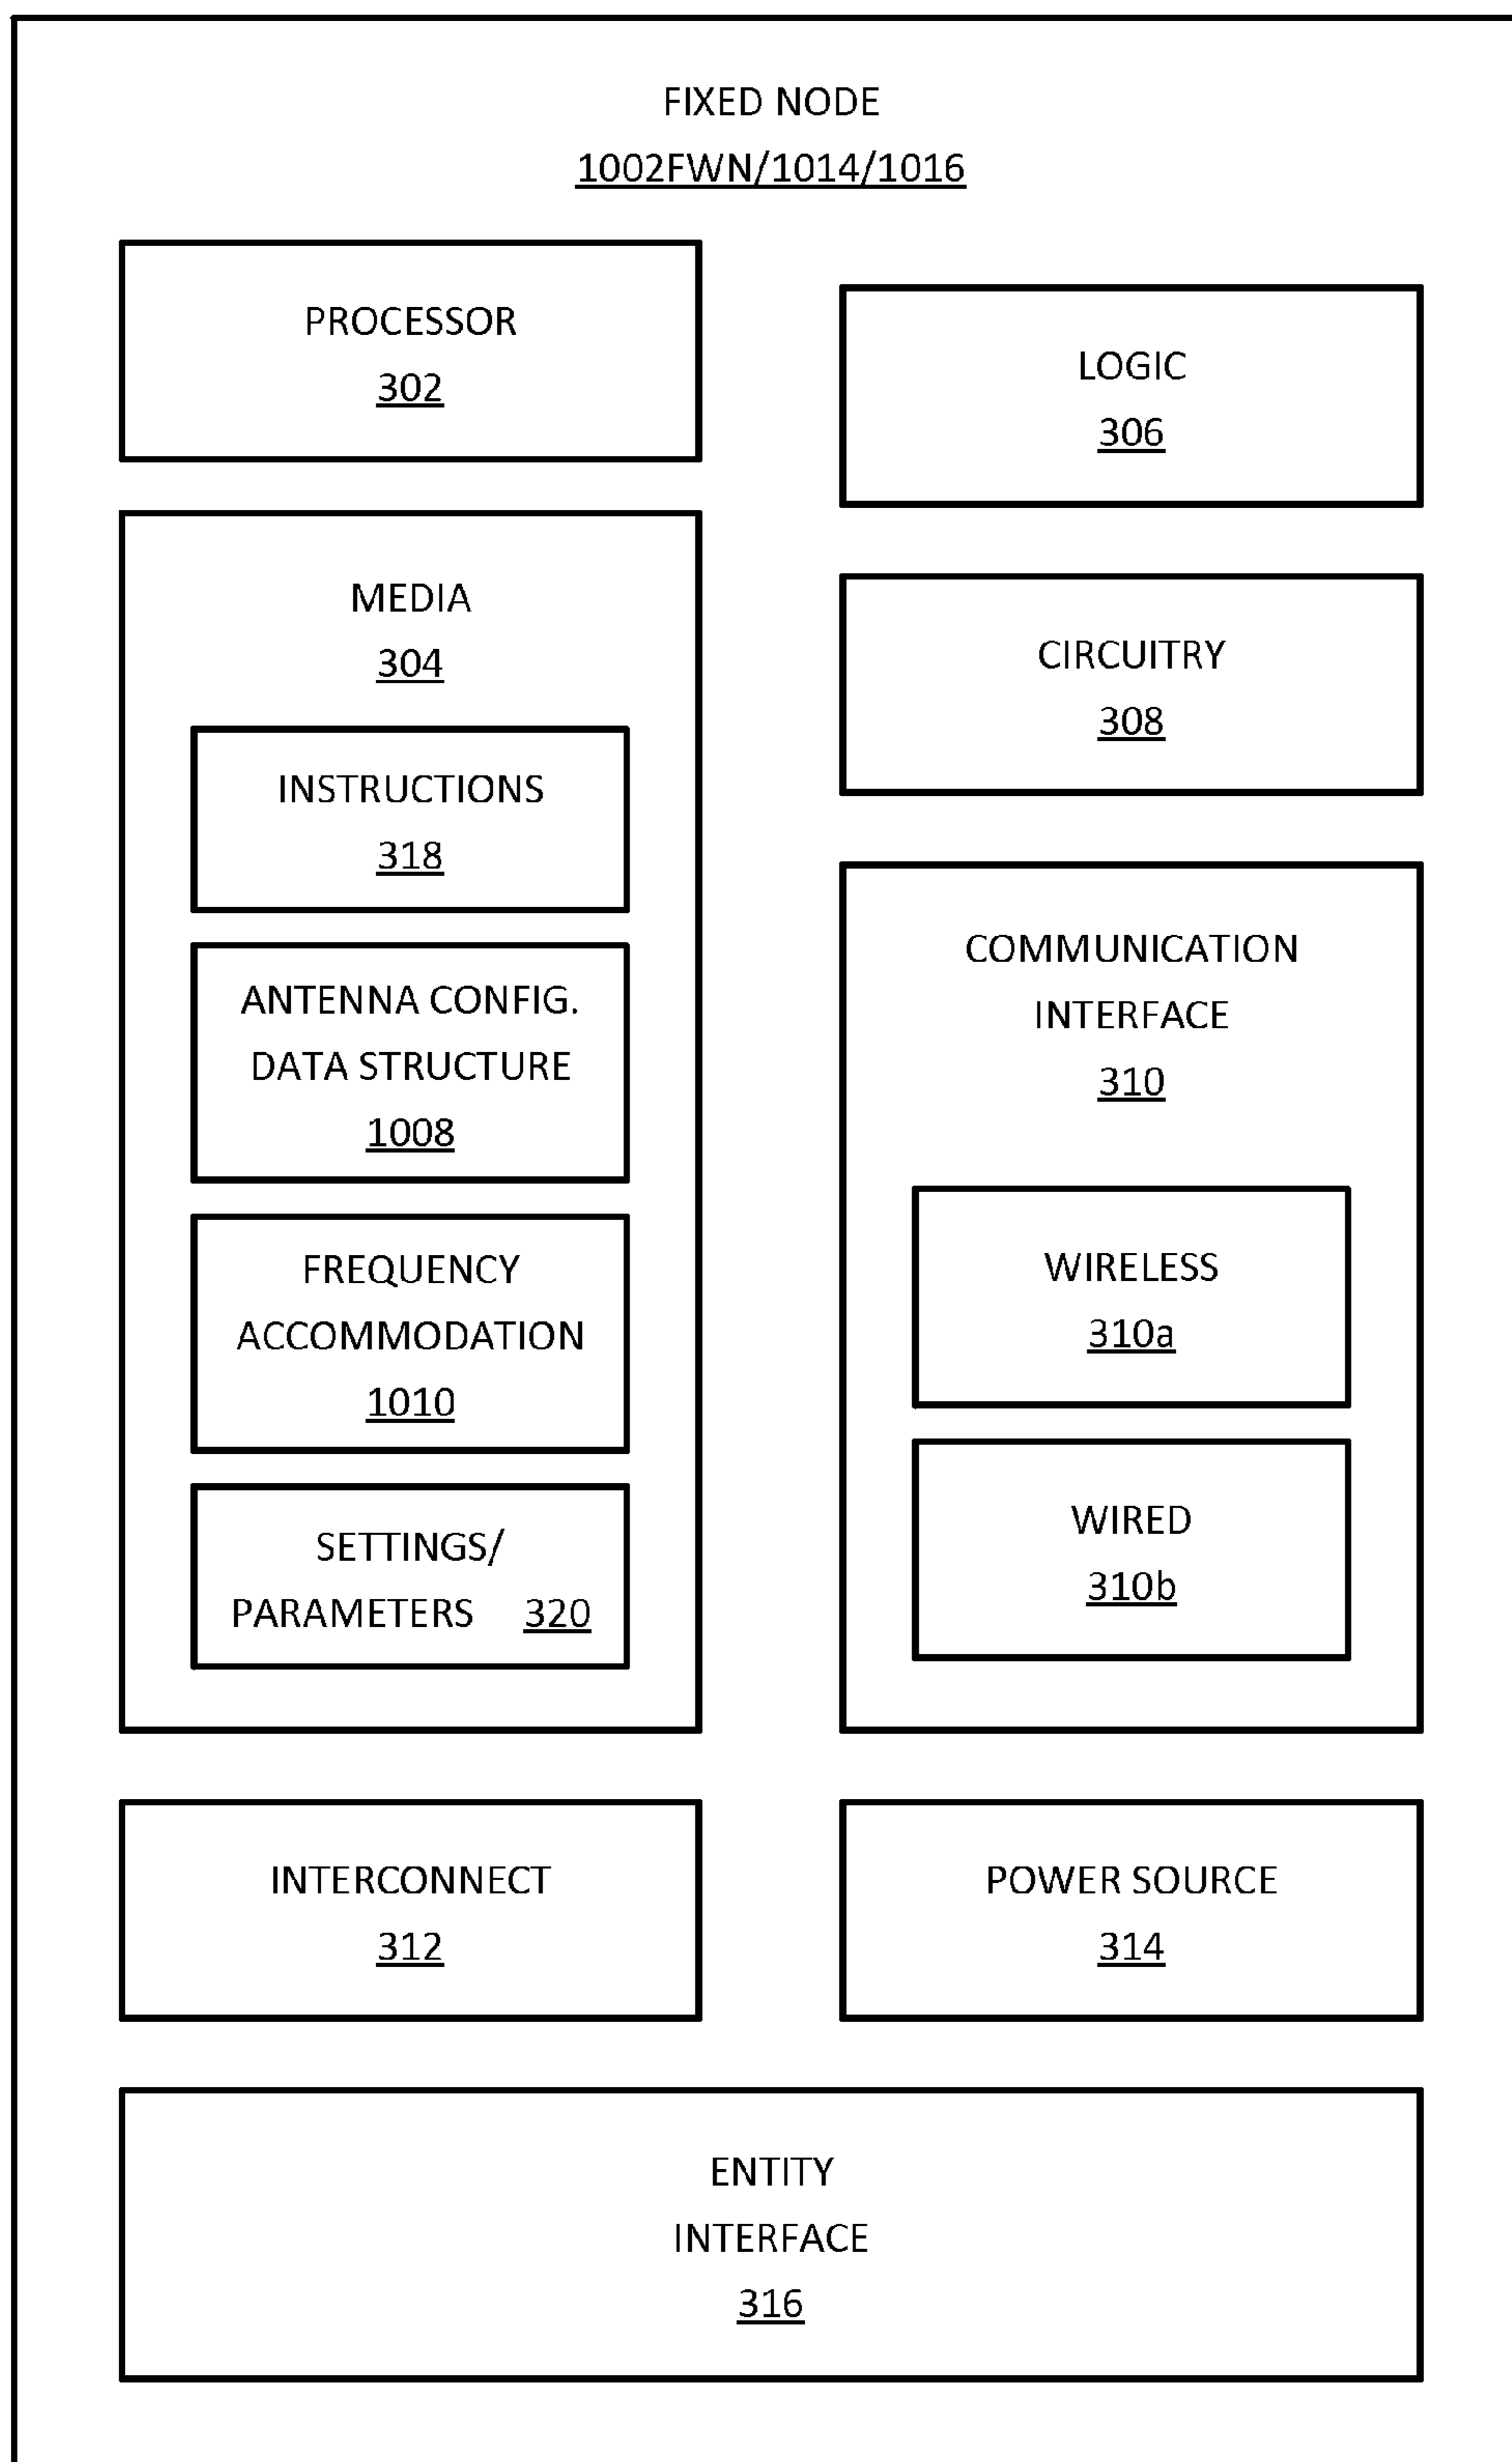 FIXED NODE
1002FWN/1014/1016
PROCESSOR
302
MEDIA
304
INSTRUCTIONS
318
ANTENNA CONFIG.
DATA STRUCTURE
1008
FREQUENCY
ACCOMMODATION
1010
SETTINGS/
PARAMETERS 320
LOGIC
306
CIRCUITRY
308
COMMUNICATION
INTERFACE
310
WIRELESS
310a
WIRED
310b
INTERCONNECT
312
POWER SOURCE
314
ENTITY
INTERFACE
316